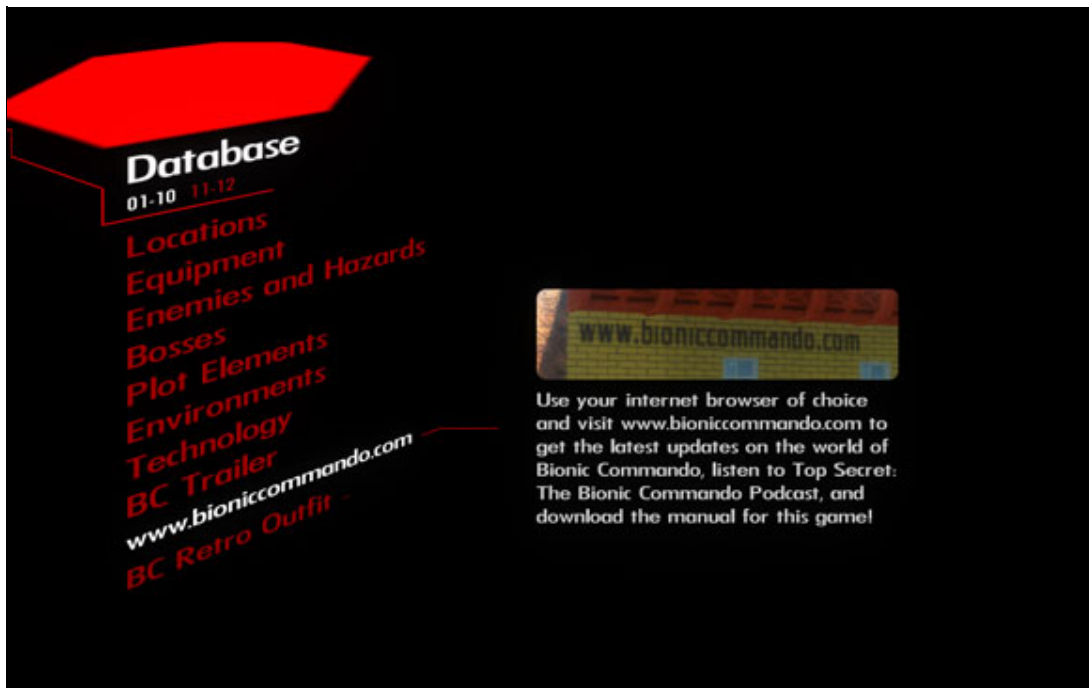 Database
01-10 11-12
Locations
Equipment
Enemies and Hazards
Bosses
Plot Elements
Environments
Technology
BC Trailer
www.bioniccommando.com
BC Retro Outfit -
www.bioniccommando.com
Use your internet browser of choice
and visit www.bioniccommando.com to
get the latest updates on the world of
Bionic Commando, listen to Top Secret:
The Bionic Commando Podcast, and
download the manual for this game!